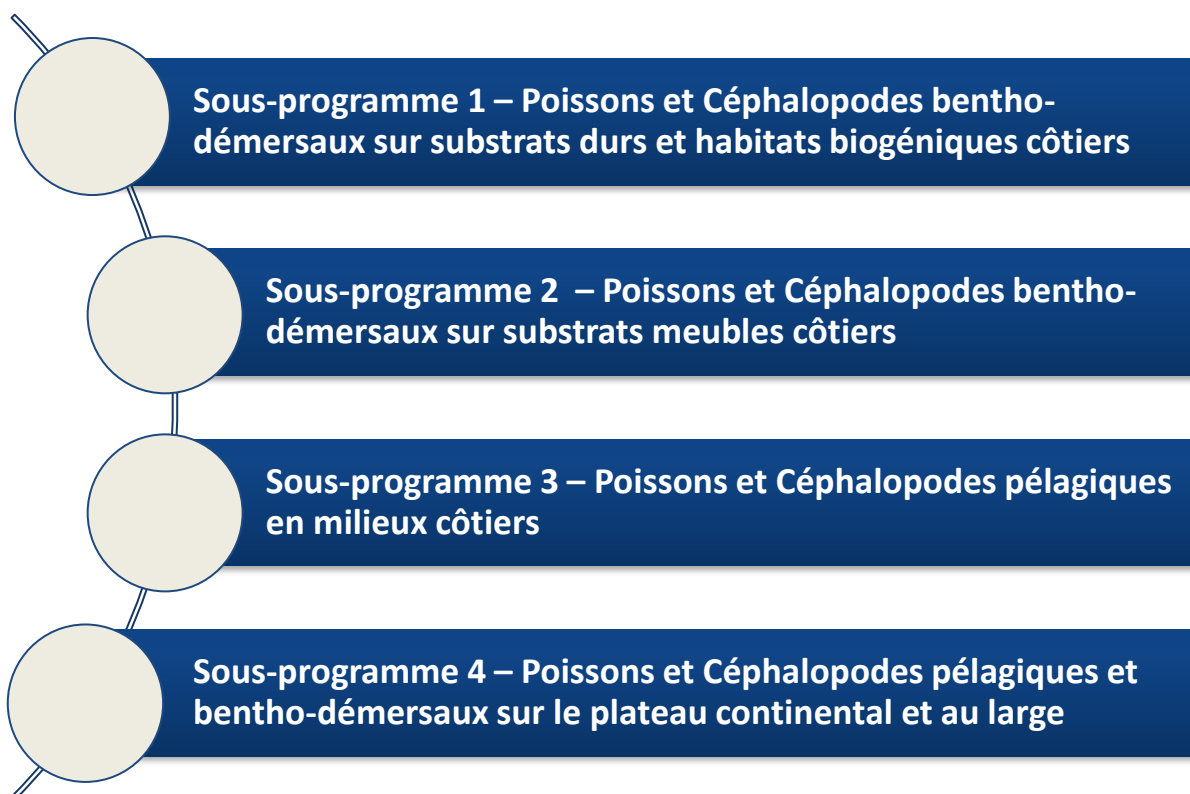 Sous-programme 1 – Poissons et Céphalopodes bentho-
démersaux sur substrats durs et habitats biogéniques côtiers
Sous-programme 2 – Poissons et Céphalopodes bentho-
démersaux sur substrats meubles côtiers
Sous-programme 3 – Poissons et Céphalopodes pélagiques
en milieux côtiers
Sous-programme 4 – Poissons et Céphalopodes pélagiques et
bentho-démersaux sur le plateau continental et au large